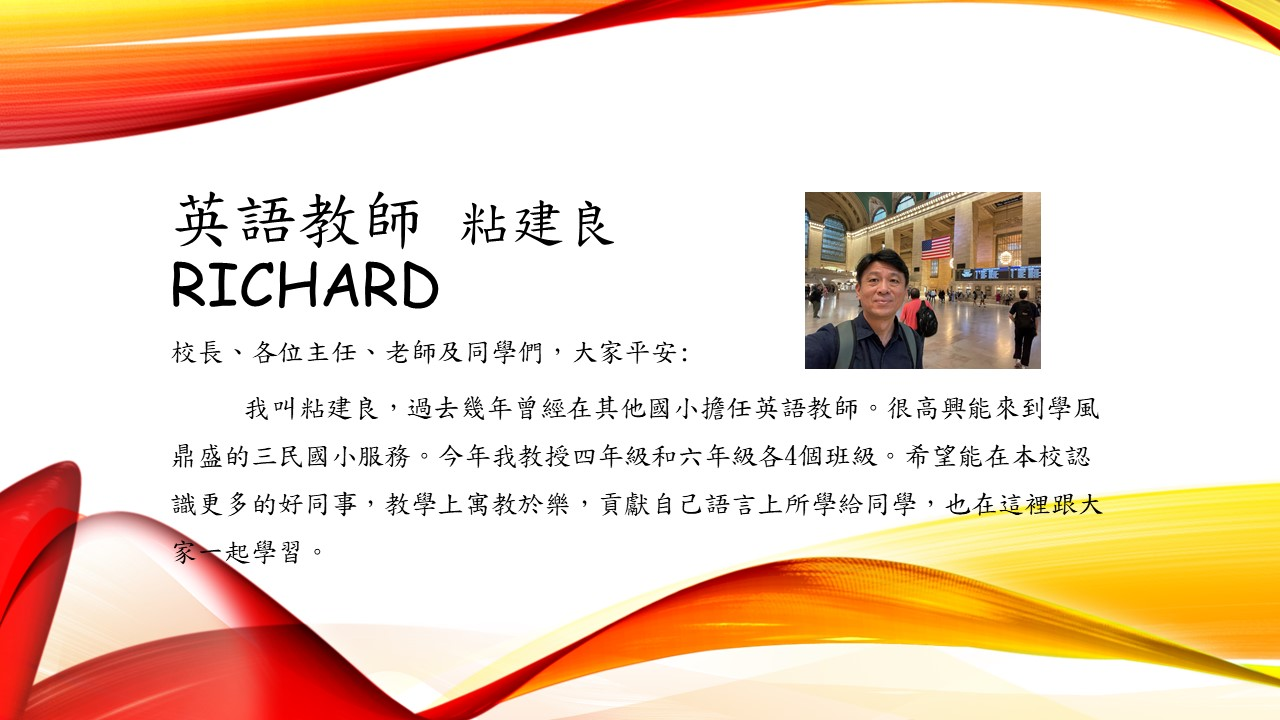 英語教師 粘建良
RICHARD
校長、各位主任、老師及同學們，大家平安:
我叫粘建良，過去幾年曾經在其他國小擔任英語教師。很高興能來到學風
鼎盛的三民國小服務。今年我教授四年級和六年級各4個班級。希望能在本校認
識更多的好同事，教學上寓教於樂，貢獻自己語言上所學給同學，也在這裡跟大
家一起學習。